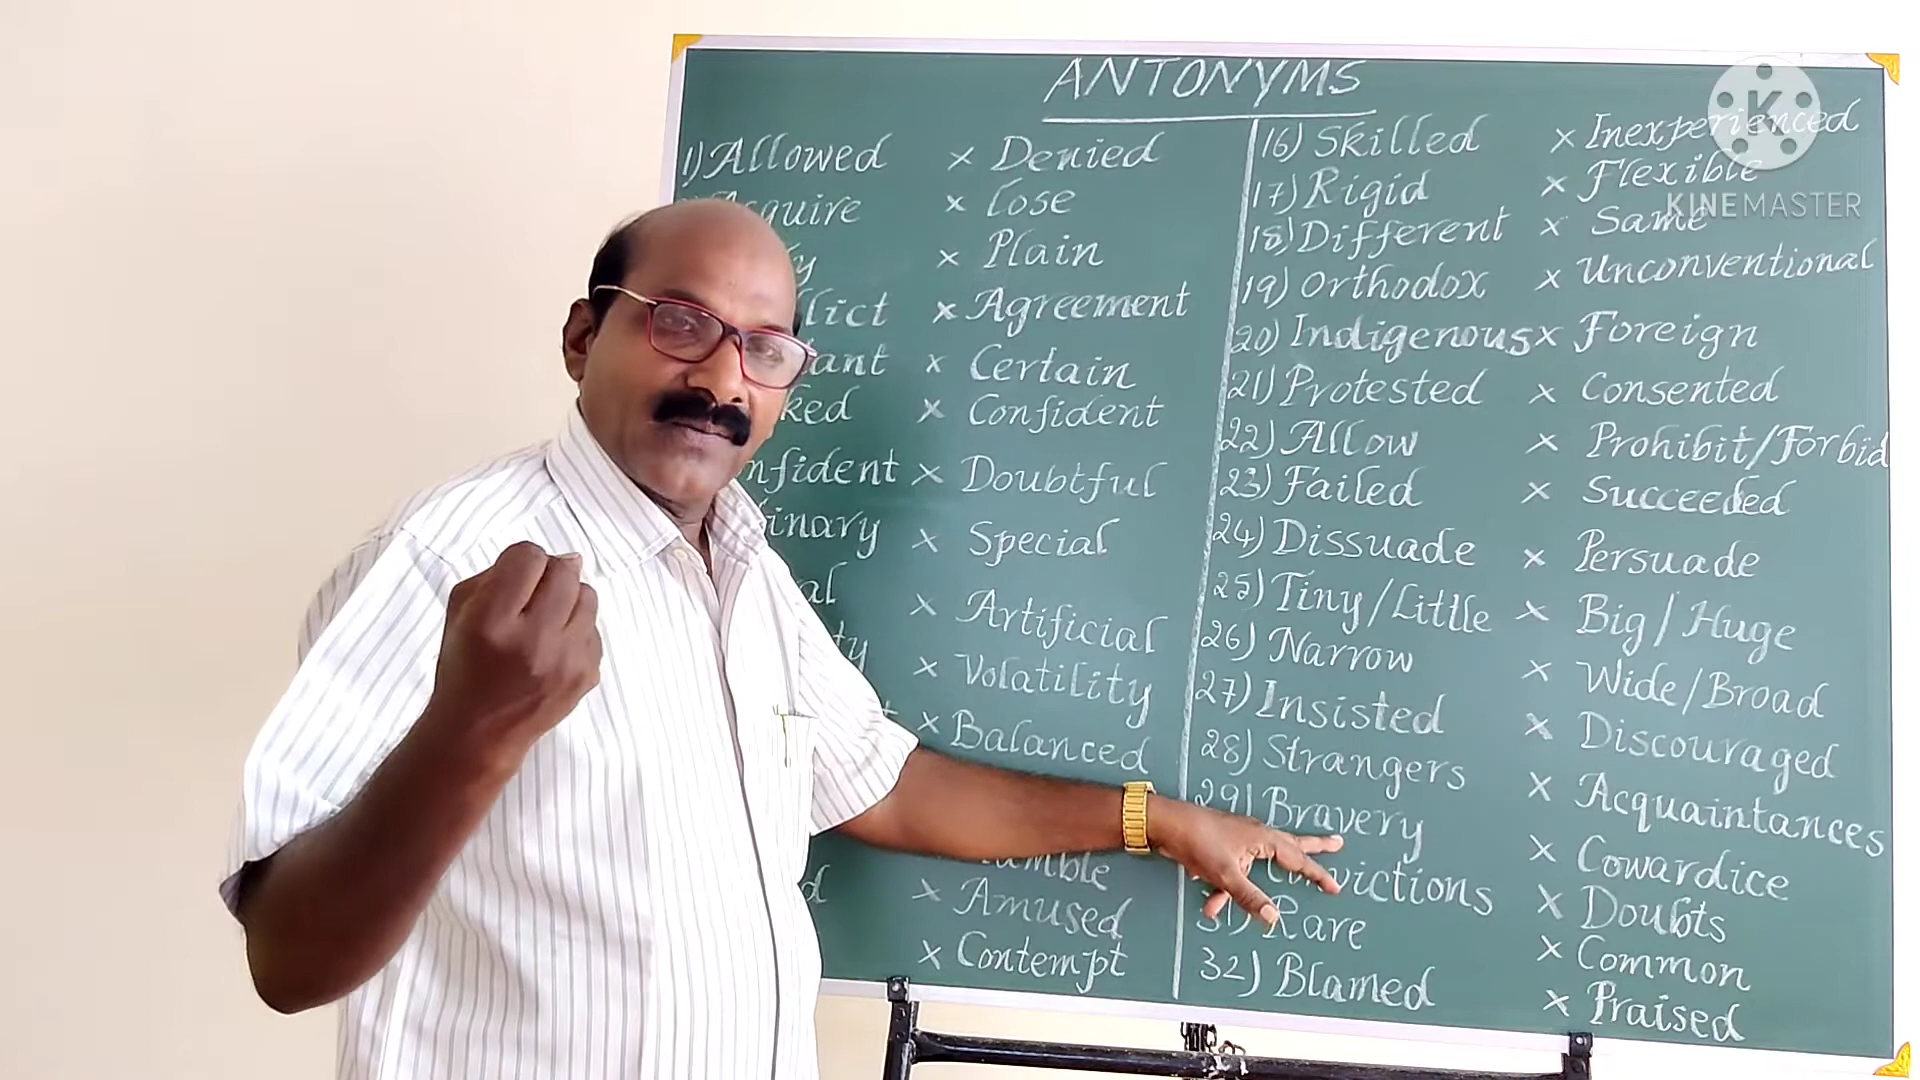 ANTONYMS
1) Allowed × Denied
× Lose
× Plain
× Agreement
× Certain
× Confident
× Doubtful
× Special
× Artificial
× Volatility
× Balanced
× Amused
× Contempt
16) Skilled × Inexperienced
17) Rigid × Flexible
18) Different × Same
19) Orthodox × Unconventional
20) Indigenous × Foreign
21) Protested × Consented
22) Allow × Prohibit/Forbid
23) Failed × Succeeded
24) Dissuade × Persuade
25) Tiny/Little × Big/Huge
26) Narrow × Wide/Broad
27) Insisted × Discouraged
28) Strangers × Acquaintances
29) Bravery × Cowardice
Convictions × Doubts
31) Rare × Common
32) Blamed × Praised
K
KINEMASTER